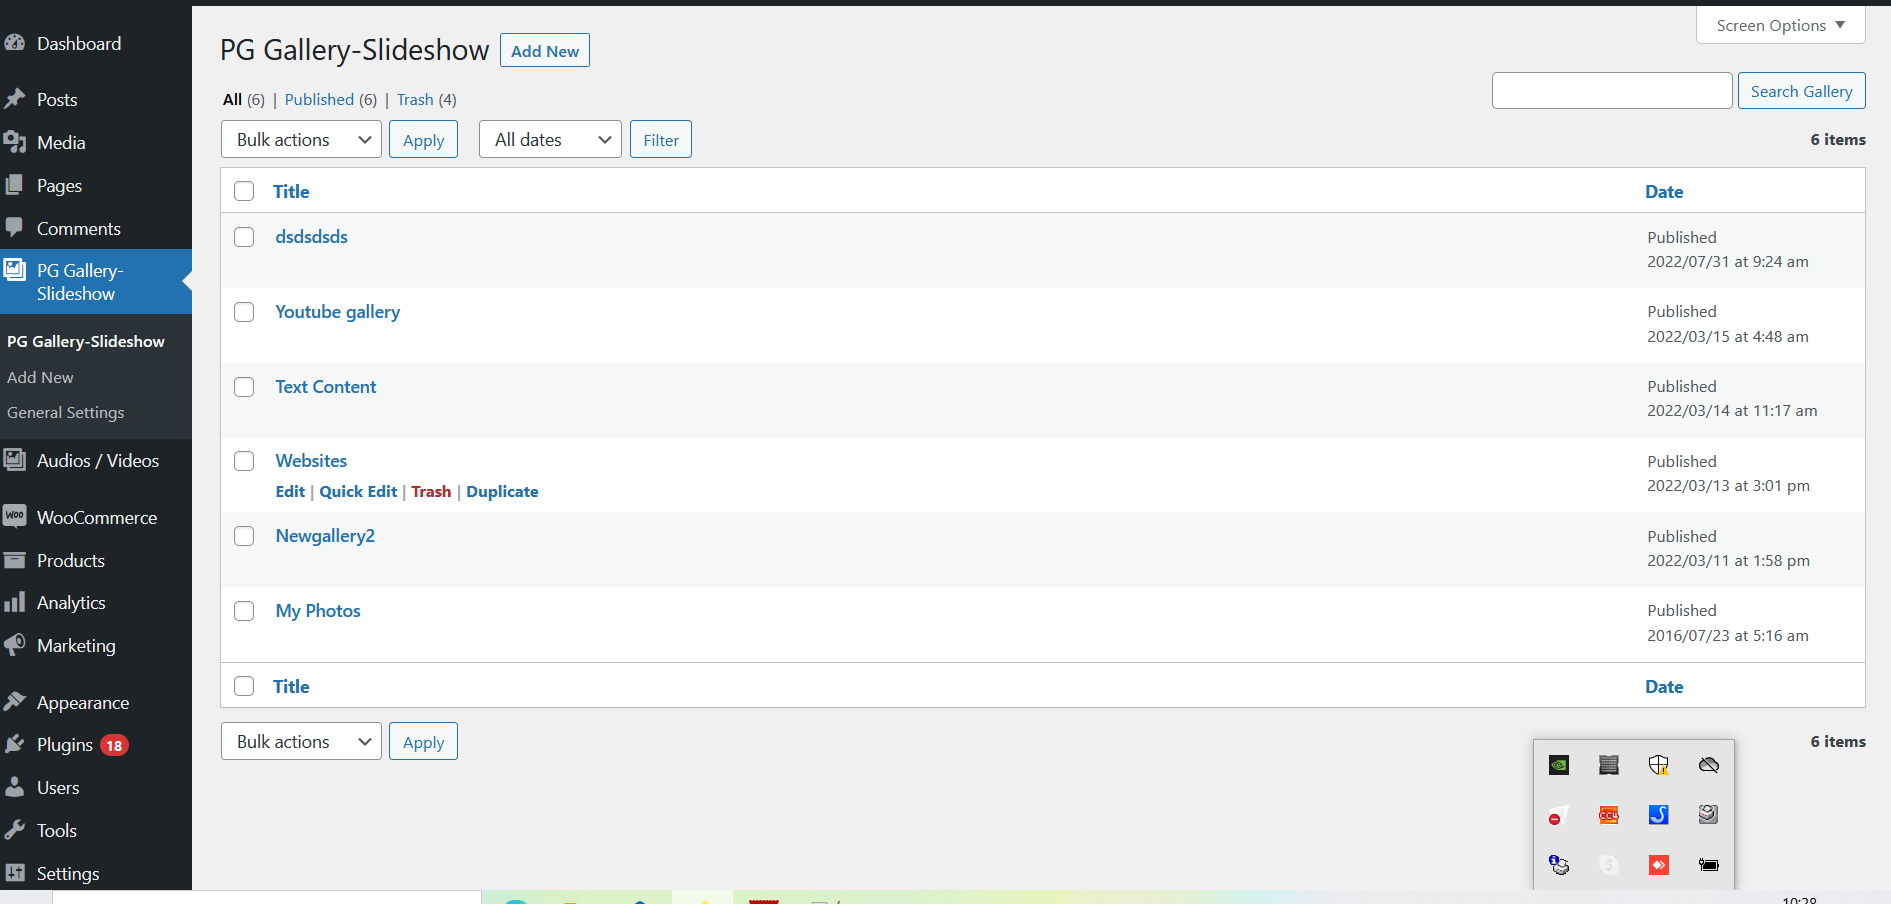 Dashboard
Posts
Media
Pages
Comments
PG Gallery-
Slideshow
PG Gallery-Slideshow
Add New
General Settings
Audios / Videos
WooCommerce
Products
Analytics
Marketing
Appearance
Plugins 18
Users
Tools
Settings
Screen Options
PG Gallery-Slideshow Add New
All (6) | Published (6) | Trash (4)
Search Gallery
Bulk actions Apply All dates Filter 6 items
Title Date
dsdsdsds Published
2022/07/31 at 9:24 am
Youtube gallery Published
2022/03/15 at 4:48 am
Text Content Published
2022/03/14 at 11:17 am
Websites Published
Edit | Quick Edit | Trash | Duplicate 2022/03/13 at 3:01 pm
Newgallery2 Published
2022/03/11 at 1:58 pm
My Photos Published
2016/07/23 at 5:16 am
Title Date
Bulk actions Apply 6 items
10:28